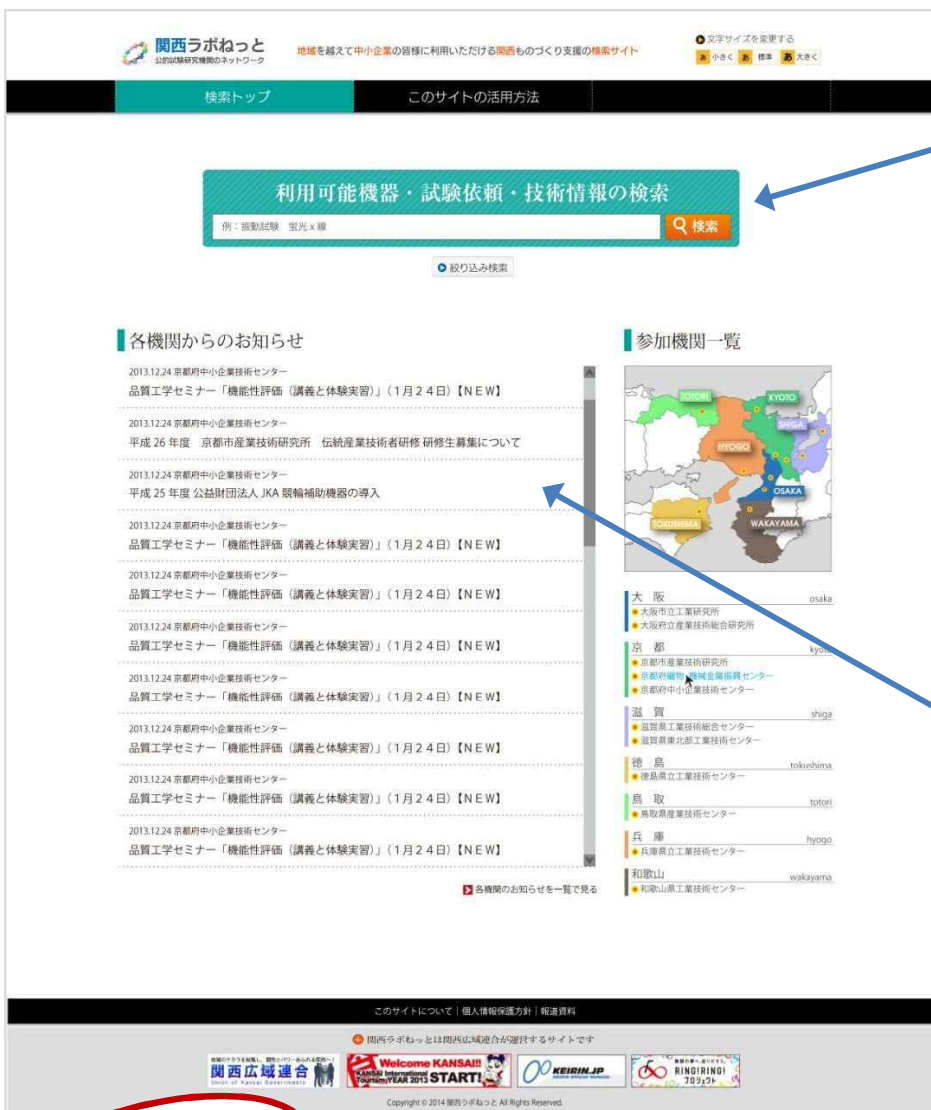 関西ラボねっと
公的試験研究機関のネットワーク
地域を越えて中小企業の皆様に利用いただける関西ものづくり支援の検索サイト
文字サイズを変更する
あ 小さく あ 標準 あ 大きく
検索トップ
このサイトの活用方法
利用可能機器・試験依頼・技術情報の検索
例：振動試験 蛍光x線
検索
絞り込み検索
各機関からのお知らせ
2013.12.24 京都府中小企業技術センター
品質工学セミナー「機能性評価（講義と体験実習）」（１月２４日）【ＮＥＷ】
2013.12.24 京都府中小企業技術センター
平成 26 年度 京都市産業技術研究所 伝統産業技術者研修 研修生募集について
2013.12.24 京都府中小企業技術センター
平成 25 年度 公益財団法人 JKA 競輪補助機器の導入
2013.12.24 京都府中小企業技術センター
品質工学セミナー「機能性評価（講義と体験実習）」（１月２４日）【ＮＥＷ】
2013.12.24 京都府中小企業技術センター
品質工学セミナー「機能性評価（講義と体験実習）」（１月２４日）【ＮＥＷ】
2013.12.24 京都府中小企業技術センター
品質工学セミナー「機能性評価（講義と体験実習）」（１月２４日）【ＮＥＷ】
2013.12.24 京都府中小企業技術センター
品質工学セミナー「機能性評価（講義と体験実習）」（１月２４日）【ＮＥＷ】
2013.12.24 京都府中小企業技術センター
品質工学セミナー「機能性評価（講義と体験実習）」（１月２４日）【ＮＥＷ】
2013.12.24 京都府中小企業技術センター
品質工学セミナー「機能性評価（講義と体験実習）」（１月２４日）【ＮＥＷ】
2013.12.24 京都府中小企業技術センター
品質工学セミナー「機能性評価（講義と体験実習）」（１月２４日）【ＮＥＷ】
各機関のお知らせを一覧で見る
参加機関一覧
TOTORI
KYOTO
SHIGA
HYOGO
OSAKA
TOKUSHIMA
WAKAYAMA
大 阪 osaka
大阪市立工業研究所
大阪府立産業技術総合研究所
京 都 kyoto
京都市産業技術研究所
京都府織物・機械金属振興センター
京都府中小企業技術センター
滋 賀 shiga
滋賀県工業技術総合センター
滋賀県東北部工業技術センター
徳 島 tokushima
徳島県立工業技術センター
鳥 取 totori
鳥取県産業技術センター
兵 庫 hyogo
兵庫県立工業技術センター
和歌山 wakayama
和歌山県工業技術センター
このサイトについて｜個人情報保護方針｜報道資料
関西ラボねっとは関西広域連合が運営するサイトです
関西広域連合
Union of Kansai Governments
Welcome KANSAI!!
KANSAI International
Tourism YEAR 2013 START!
KEIRIN.JP
RING!RING!
プロジェクト
Copyright © 2014 関西ラボねっと All Rights Reserved.